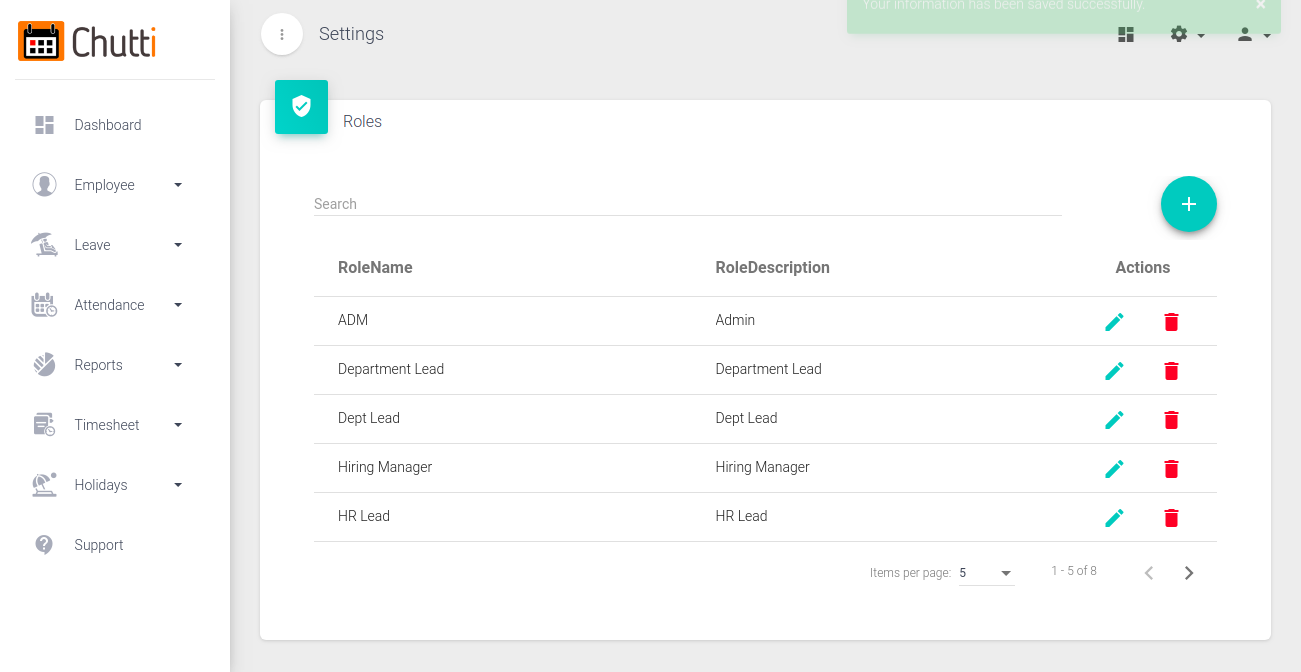 Your information has been saved successfully.
×
Chutti
Settings
Dashboard
Employee
Leave
Attendance
Reports
Timesheet
Holidays
Support
Roles
Search
RoleName RoleDescription Actions
ADM Admin
Department Lead Department Lead
Dept Lead Dept Lead
Hiring Manager Hiring Manager
HR Lead HR Lead
Items per page: 5 1 - 5 of 8